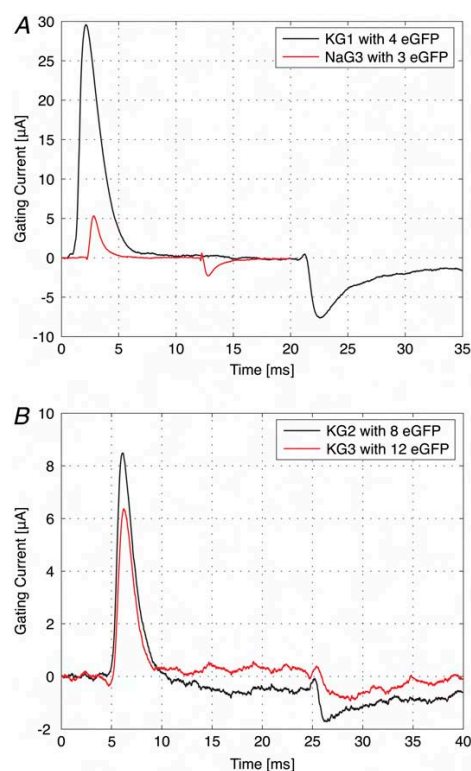 A
30
25
20
15
10
5
0
-5
-10
Gating Current [µA]
KG1 with 4 eGFP
NaG3 with 3 eGFP
0 5 10 15 20 25 30 35
Time [ms]
B
10
8
6
4
2
0
-2
Gating Current [µA]
KG2 with 8 eGFP
KG3 with 12 eGFP
0 5 10 15 20 25 30 35 40
Time [ms]